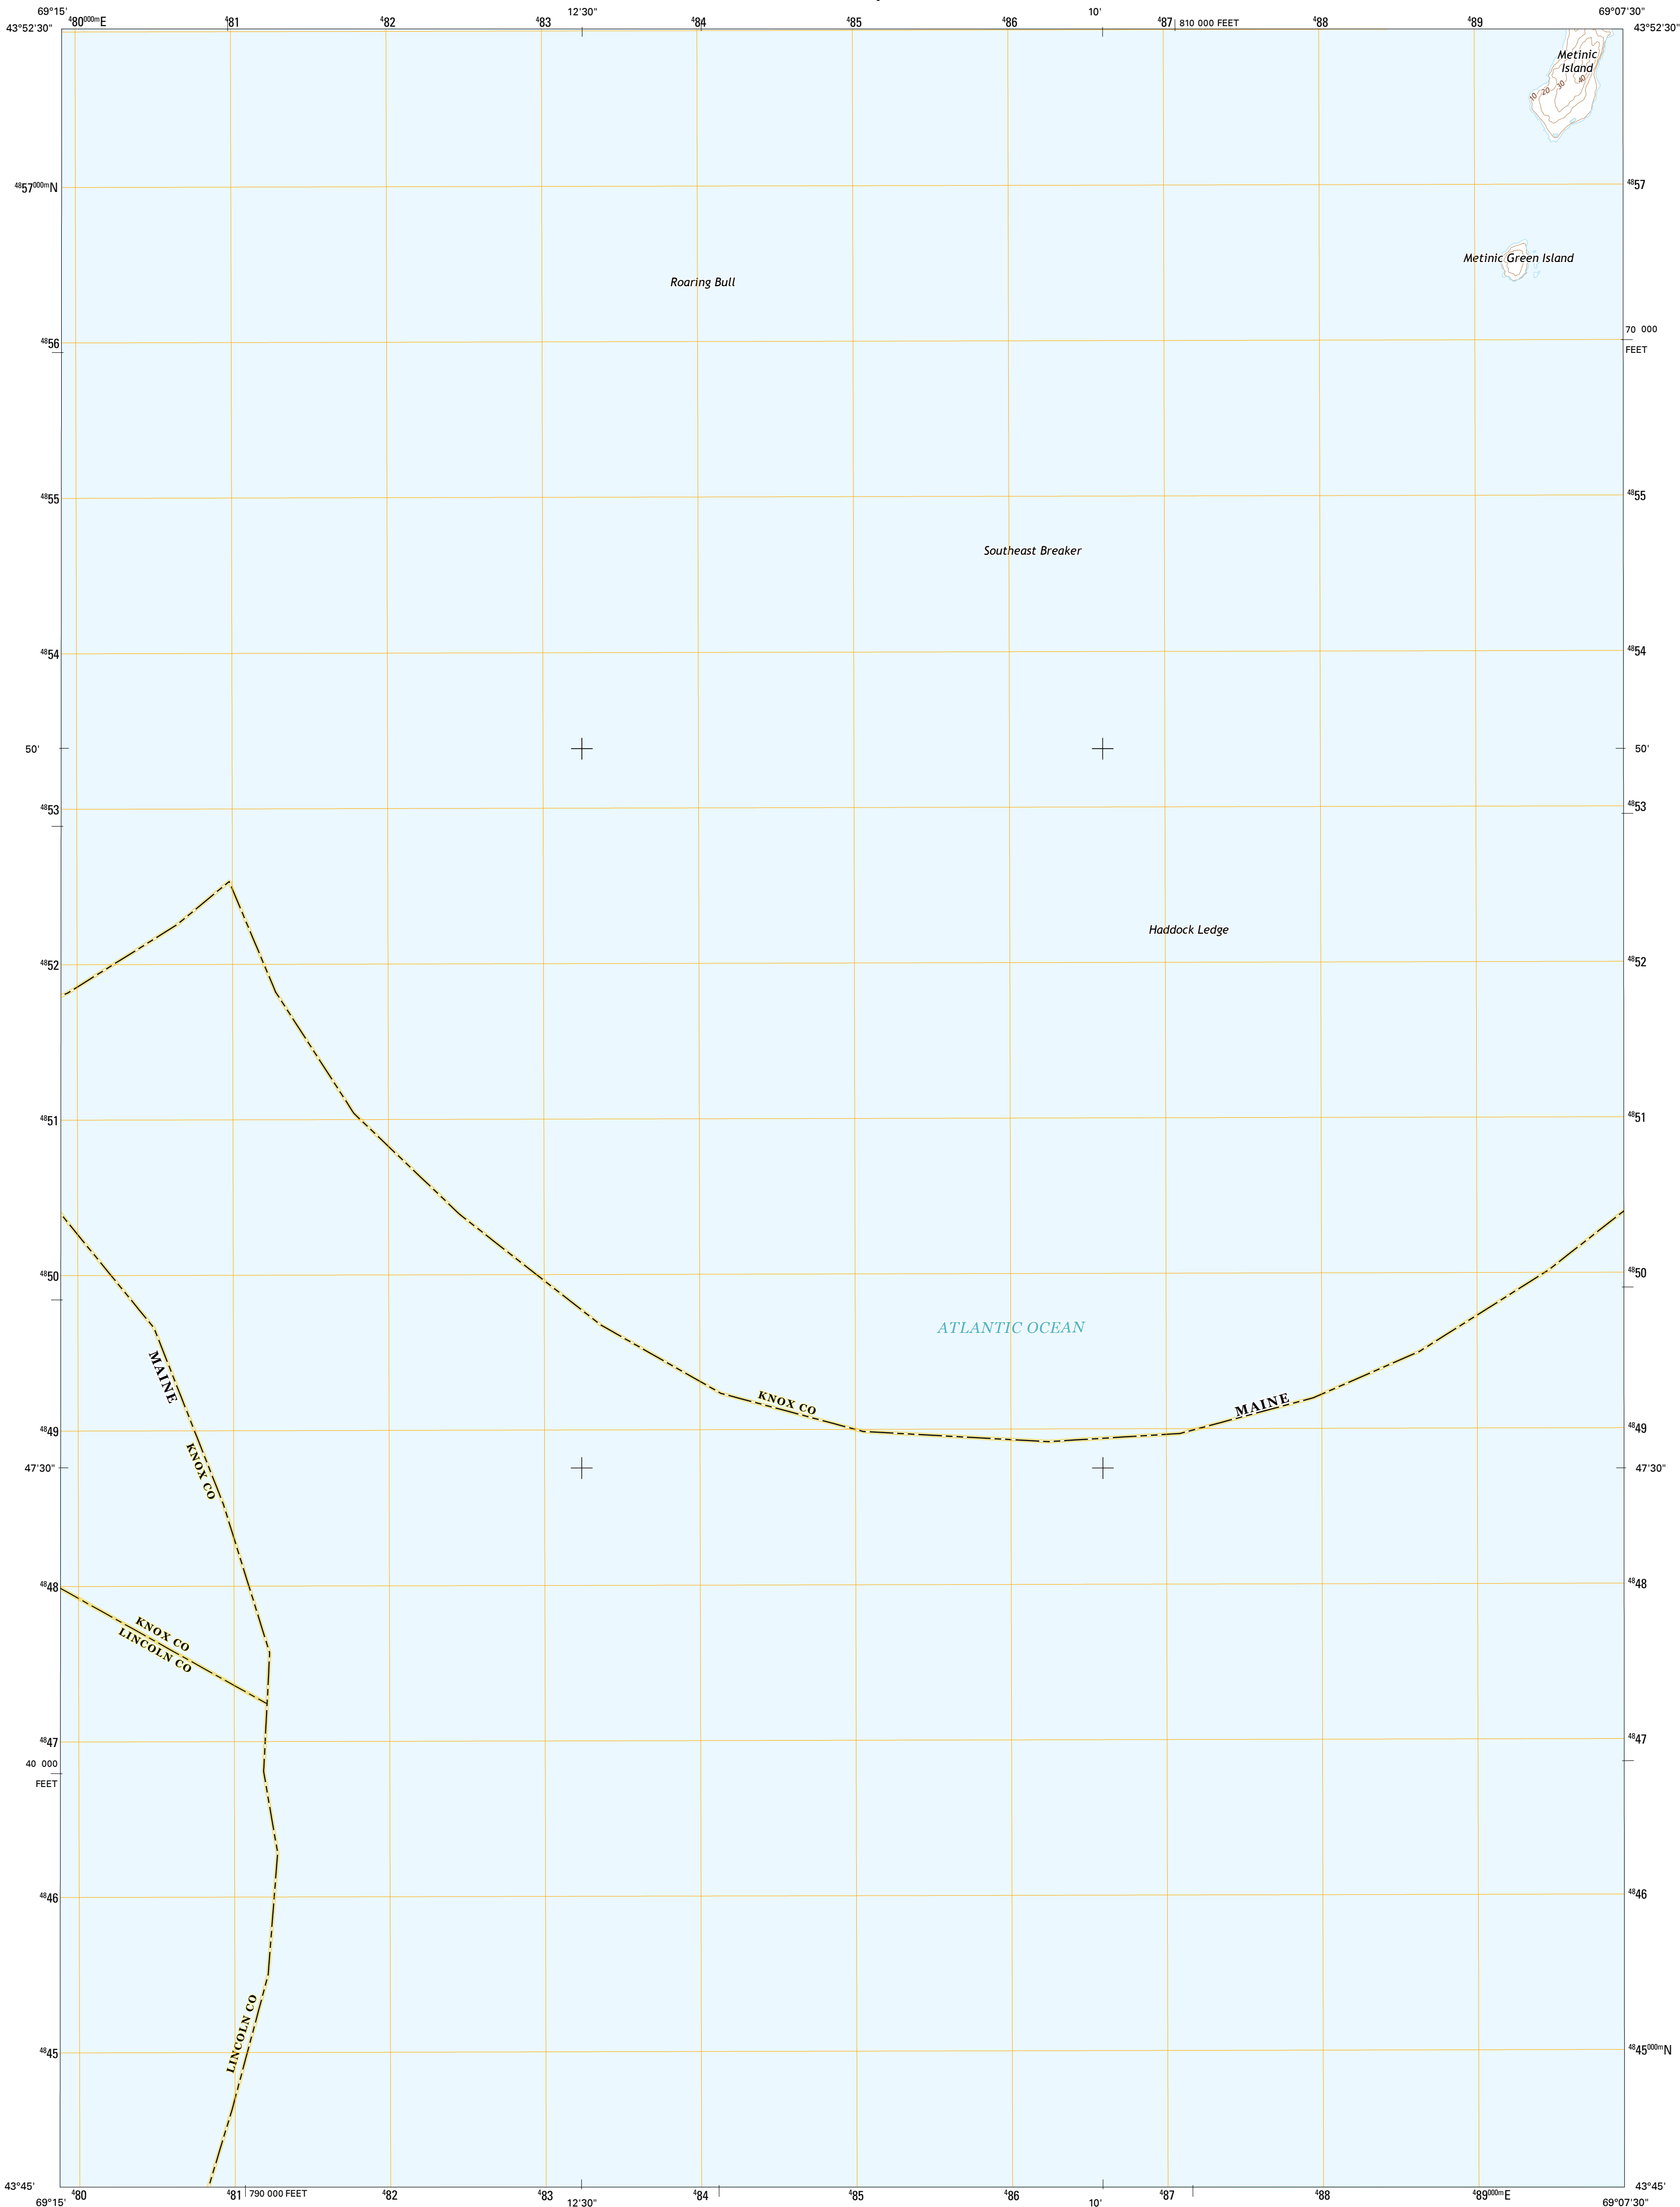 69°15' 12'30" 10' 69°07'30"
480000mE 481 482 483 484 485 486 487 810 000 FEET 488 489
43°52'30" 43°52'30"
Metinic
Island
10 20 30 40
4857000mN 4857
Metinic Green Island
Roaring Bull
70 000
FEET
4856
4855 4855
Southeast Breaker
4854 4854
50' 50'
4853 4853
Haddock Ledge
4852 4852
4851 4851
4850 4850
ATLANTIC OCEAN
MAINE
KNOX CO
MAINE
4849 4849
KNOX CO
47'30" 47'30"
4848 4848
KNOX CO
LINCOLN CO
4847 4847
40 000
FEET
4846 4846
LINCOLN CO
4845 4845000mN
43°45' 43°45'
480 481 790 000 FEET 482 483 484 485 486 487 488 489000mE
69°15' 12'30" 10' 69°07'30"